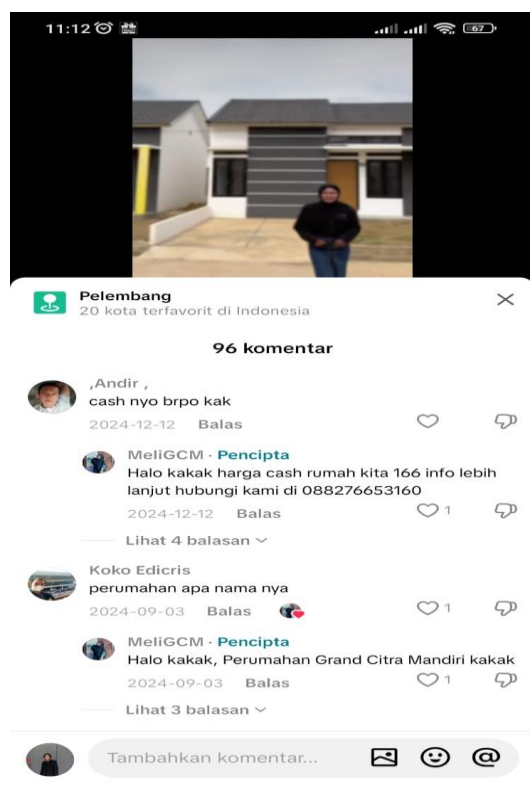 11:12
67
Pelembang
20 kota terfavorit di Indonesia
96 komentar
,Andir ,
cash nyo brpo kak
2024-12-12 Balas
MeliGCM · Pencipta
Halo kakak harga cash rumah kita 166 info lebih
lanjut hubungi kami di 088276653160
2024-12-12 Balas 1
Lihat 4 balasan
Koko Edicris
perumahan apa nama nya
2024-09-03 Balas 1
MeliGCM · Pencipta
Halo kakak, Perumahan Grand Citra Mandiri kakak
2024-09-03 Balas 1
Lihat 3 balasan
Tambahkan komentar...